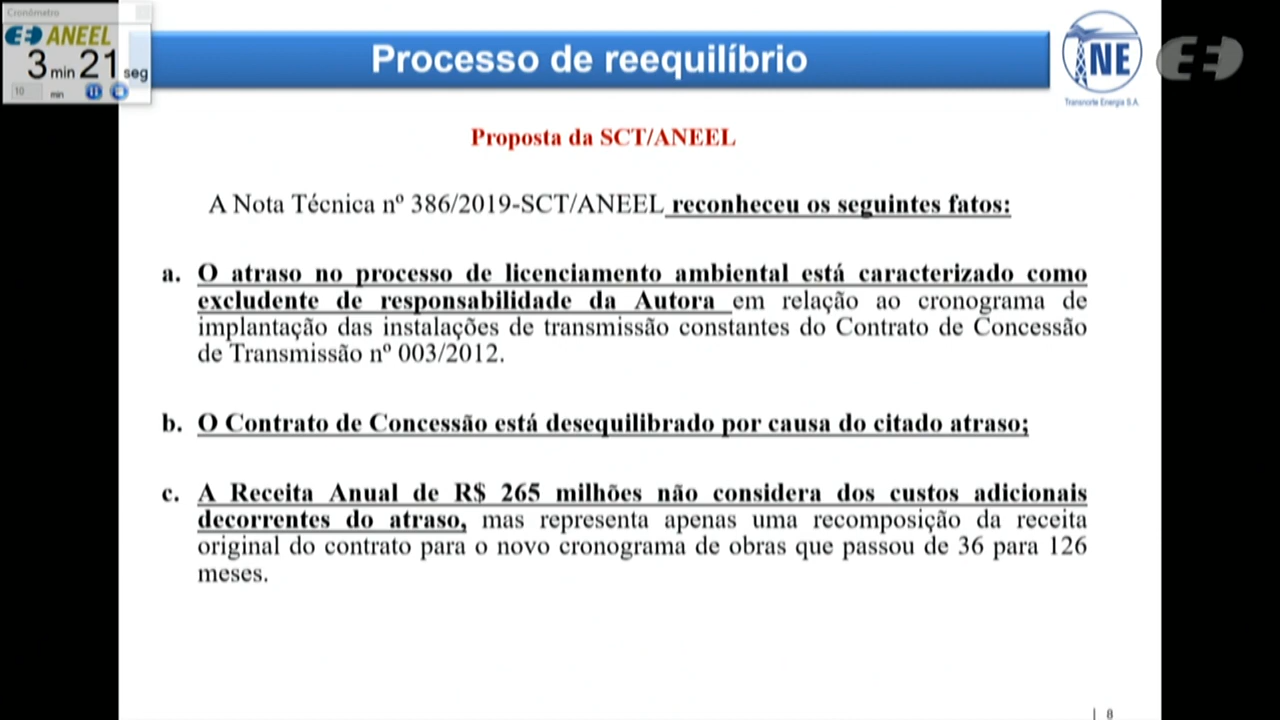 Cronômetro
ANEEL
3 min 21 seg
10 min
Processo de reequilíbrio
TNE
Transnorte Energia S.A.
Proposta da SCT/ANEEL
A Nota Técnica nº 386/2019-SCT/ANEEL reconheceu os seguintes fatos:
a. O atraso no processo de licenciamento ambiental está caracterizado como
excludente de responsabilidade da Autora em relação ao cronograma de
implantação das instalações de transmissão constantes do Contrato de Concessão
de Transmissão nº 003/2012.
b. O Contrato de Concessão está desequilibrado por causa do citado atraso;
c. A Receita Anual de R$ 265 milhões não considera dos custos adicionais
decorrentes do atraso, mas representa apenas uma recomposição da receita
original do contrato para o novo cronograma de obras que passou de 36 para 126
meses.
| 8